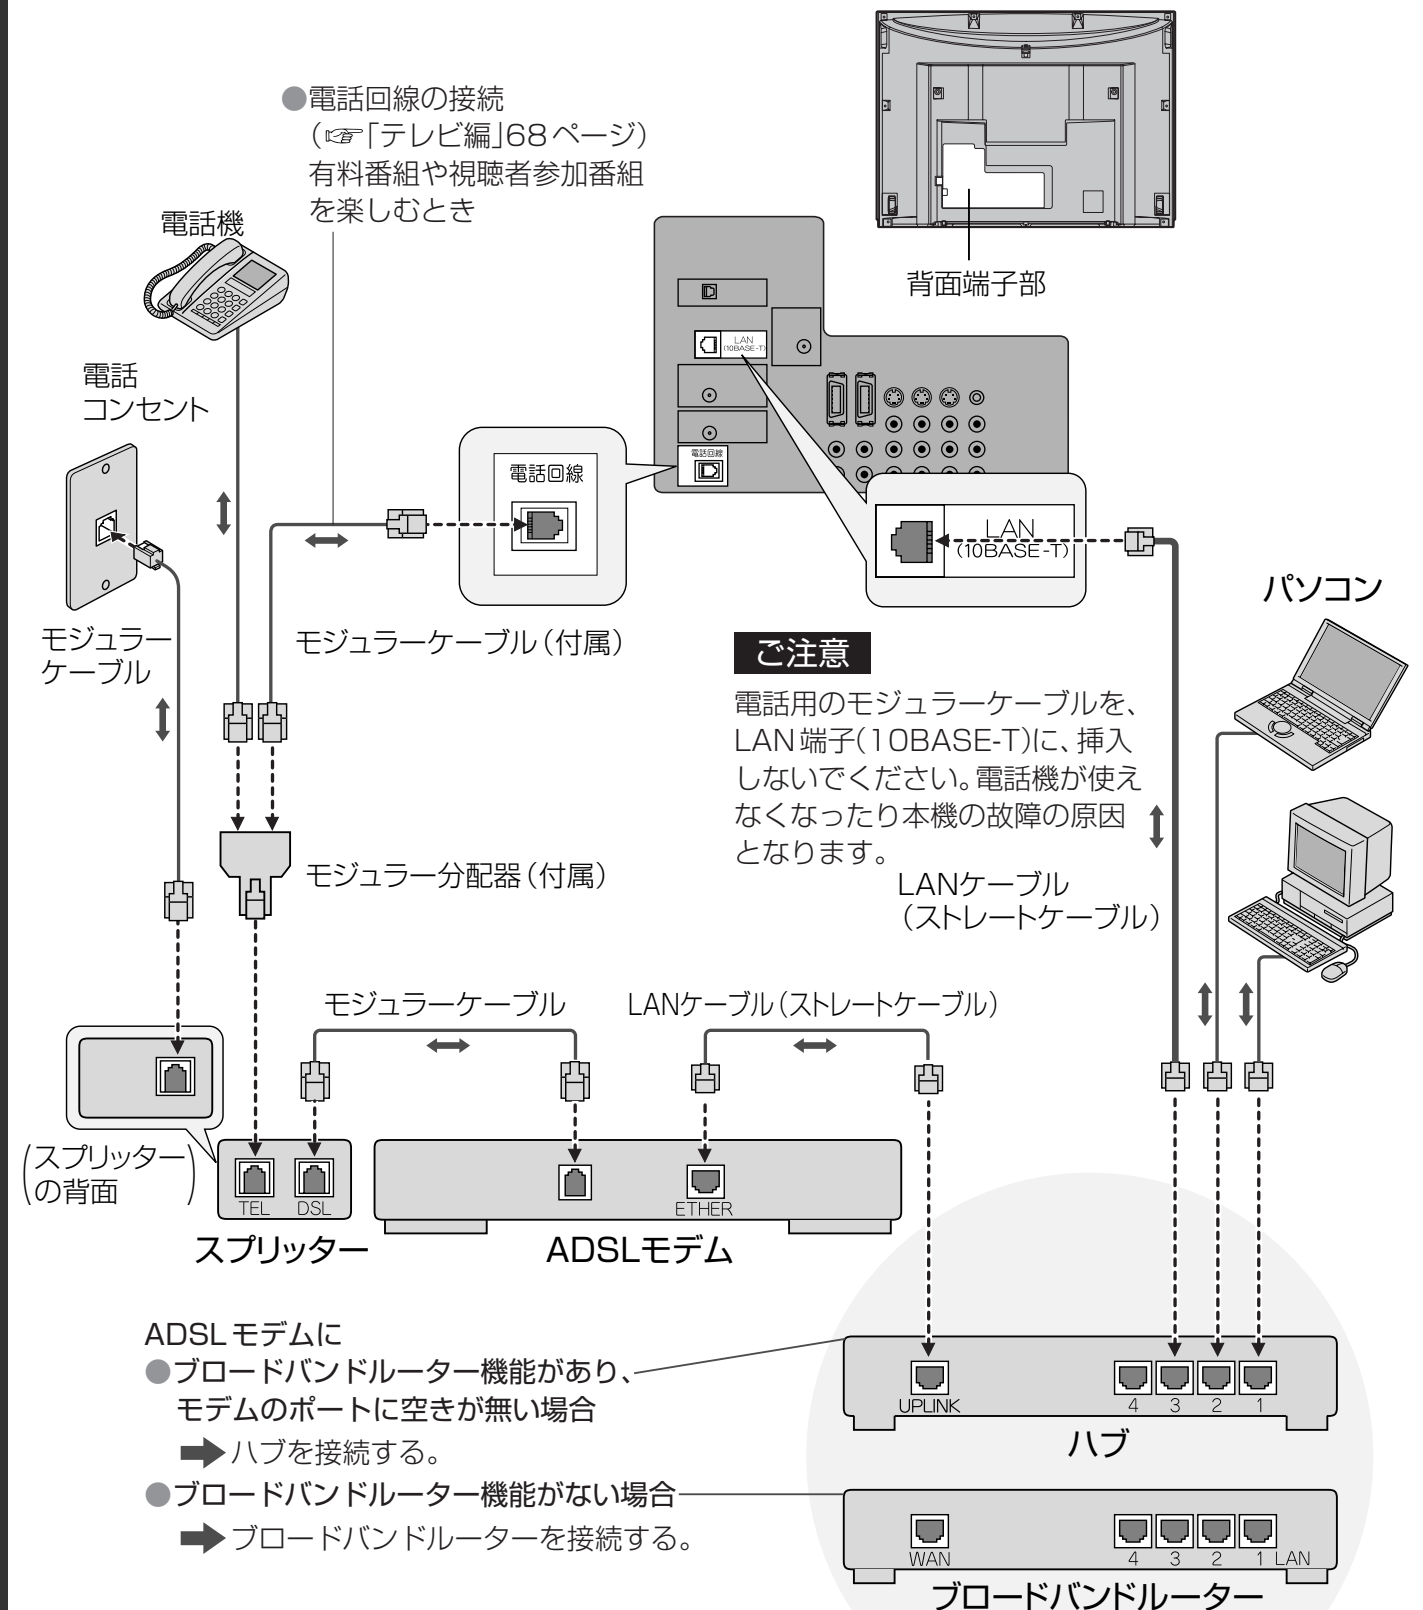 ●電話回線の接続
（☞「テレビ編」68ページ）
有料番組や視聴者参加番組
を楽しむとき
電話機
背面端子部
LAN
(10BASE-T)
電話
コンセント
電話回線
電話回線
LAN
(10BASE-T)
パソコン
モジュラー
ケーブル
モジュラーケーブル（付属）
ご注意
電話用のモジュラーケーブルを、
LAN端子(10BASE-T)に、挿入
しないでください。電話機が使え
なくなったり本機の故障の原因
となります。
モジュラー分配器（付属）
LANケーブル
（ストレートケーブル）
モジュラーケーブル
LANケーブル（ストレートケーブル）
(スプリッター
の背面)
TEL
DSL
ETHER
スプリッター
ADSLモデム
ADSLモデムに
●ブロードバンドルーター機能があり、
モデムのポートに空きが無い場合
➡ハブを接続する。
●ブロードバンドルーター機能がない場合
➡ブロードバンドルーターを接続する。
UPLINK
4 3 2 1
ハブ
WAN
4 3 2 1 LAN
ブロードバンドルーター